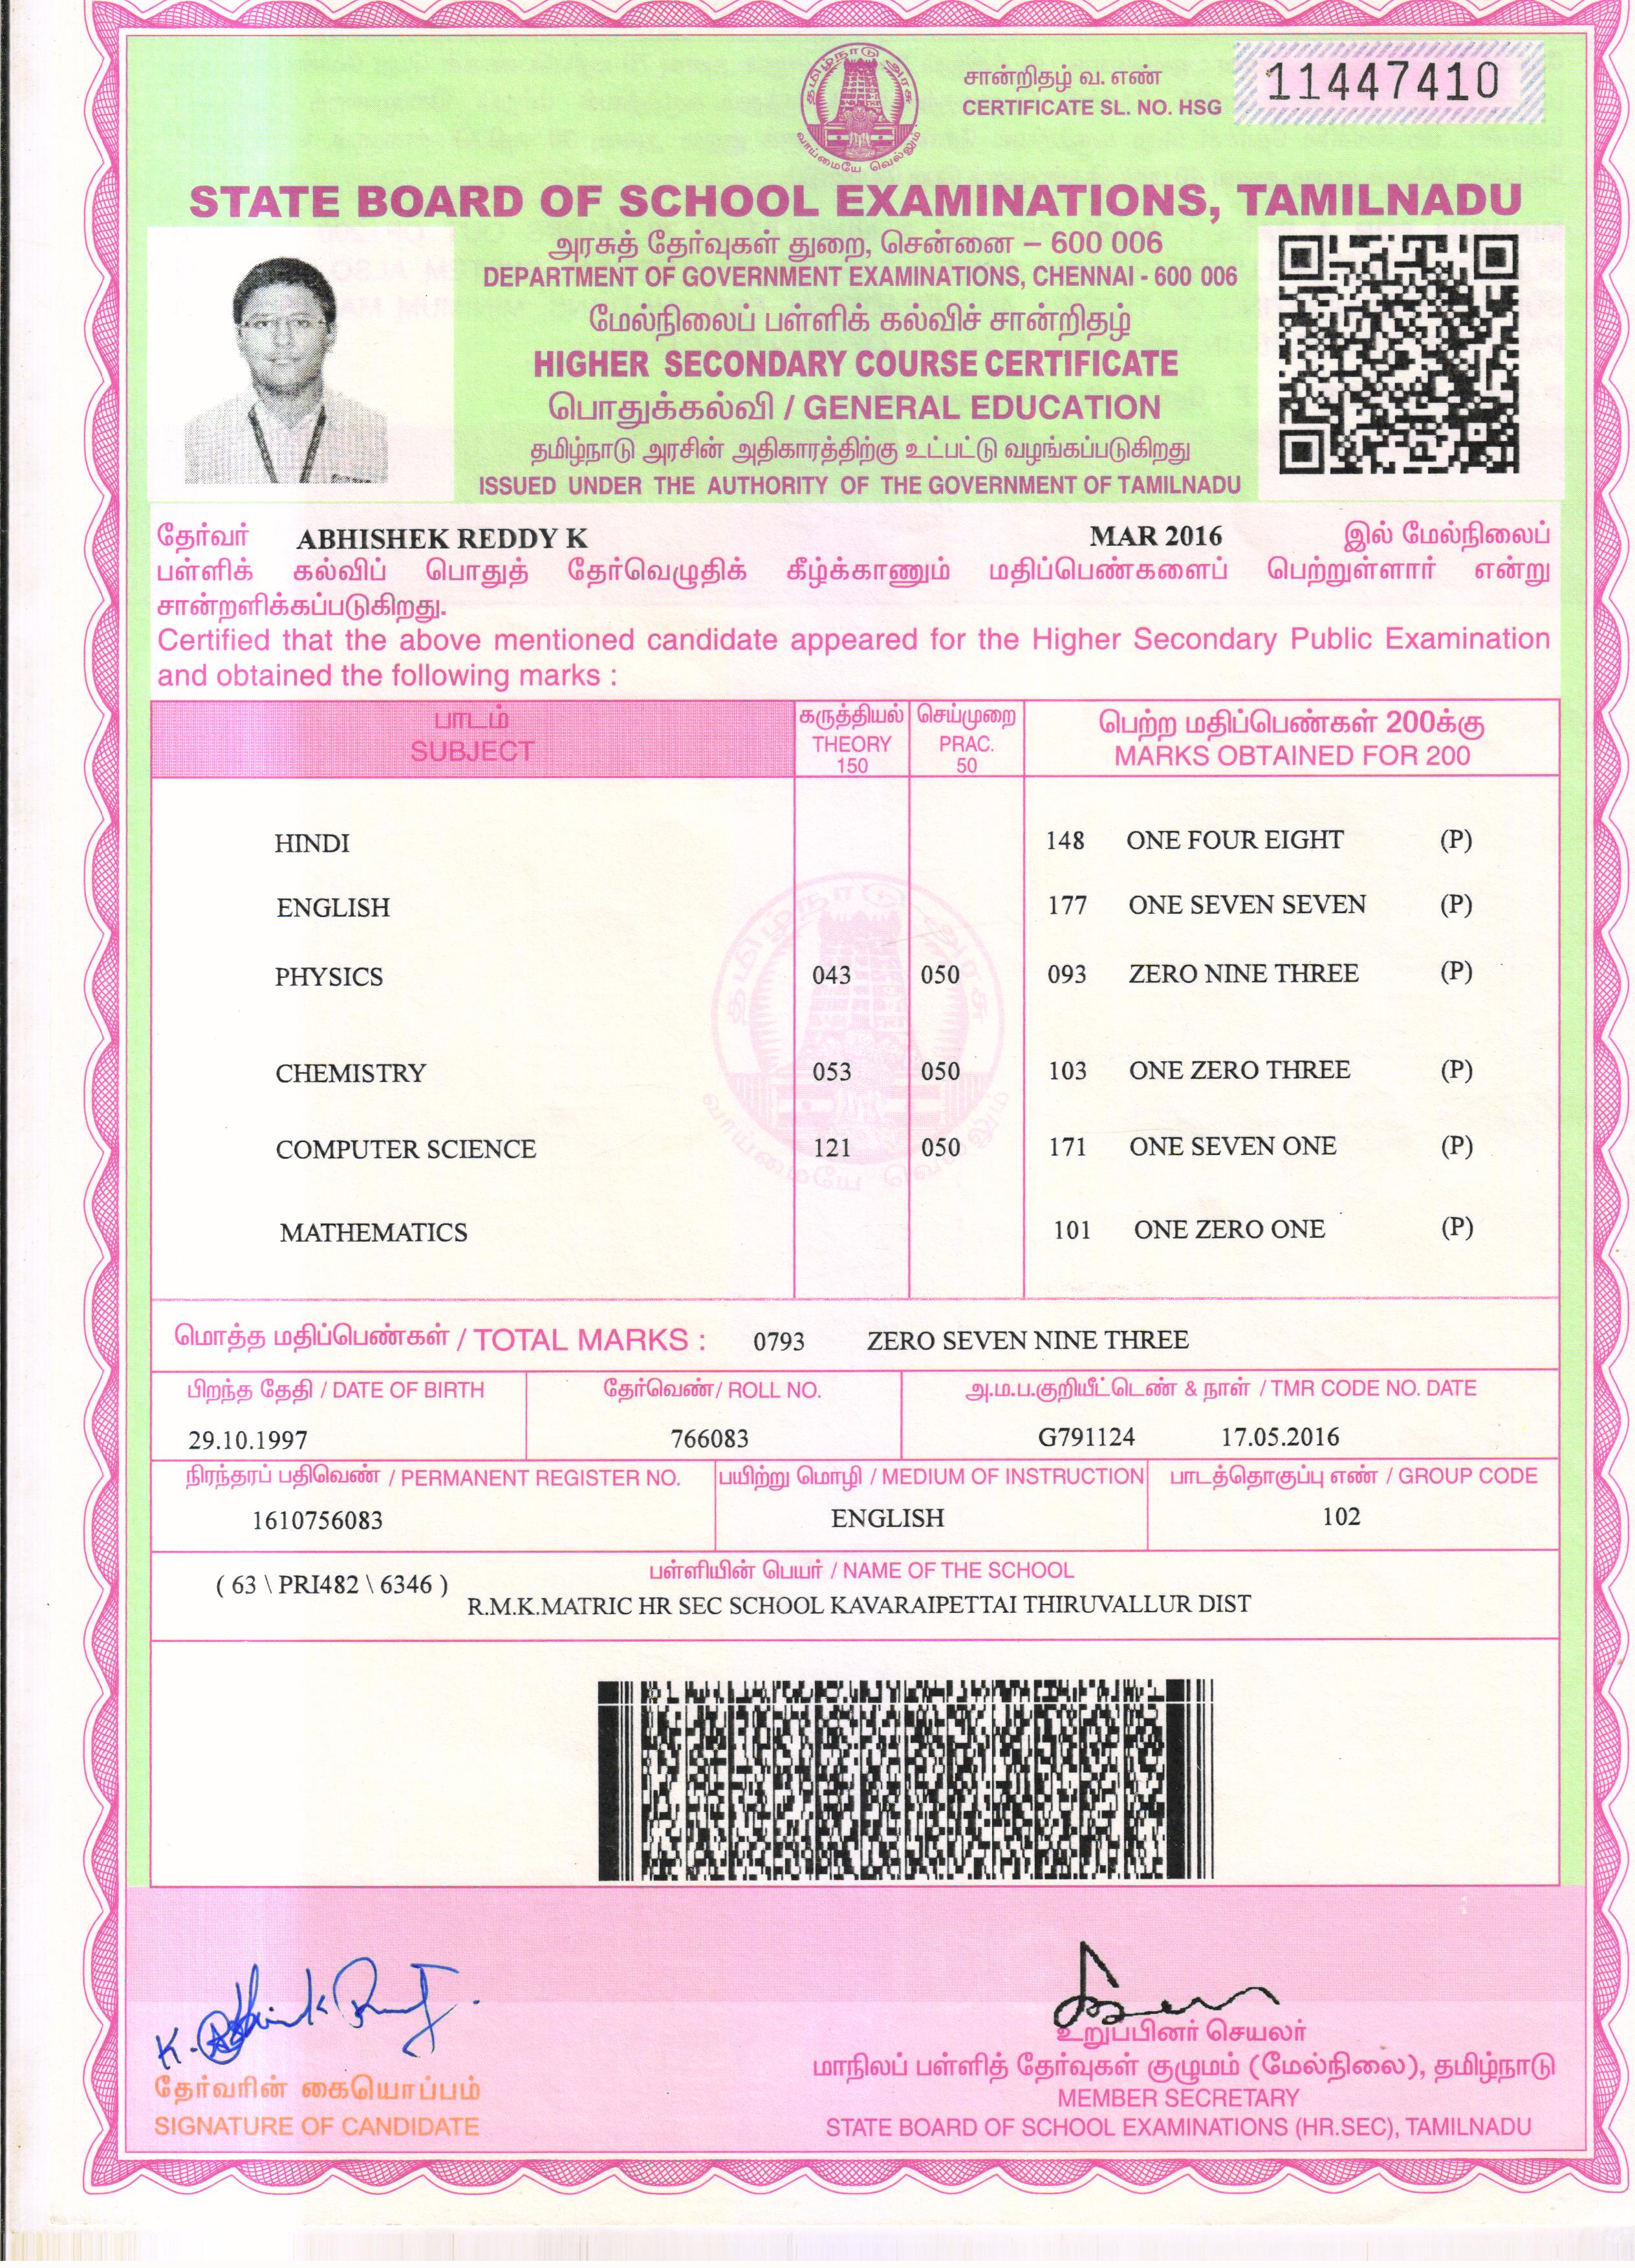 தமிழ்நாடு அரசு
வாய்மையே வெல்லும்
சான்றிதழ் வ. எண்
CERTIFICATE SL. NO. HSG
11447410
STATE BOARD OF SCHOOL EXAMINATIONS, TAMILNADU
அரசுத் தேர்வுகள் துறை, சென்னை – 600 006
DEPARTMENT OF GOVERNMENT EXAMINATIONS, CHENNAI - 600 006
மேல்நிலைப் பள்ளிக் கல்விச் சான்றிதழ்
HIGHER SECONDARY COURSE CERTIFICATE
பொதுக்கல்வி / GENERAL EDUCATION
தமிழ்நாடு அரசின் அதிகாரத்திற்கு உட்பட்டு வழங்கப்படுகிறது
ISSUED UNDER THE AUTHORITY OF THE GOVERNMENT OF TAMILNADU
தேர்வர் ABHISHEK REDDY K MAR 2016 இல் மேல்நிலைப்
பள்ளிக் கல்விப் பொதுத் தேர்வெழுதிக் கீழ்க்காணும் மதிப்பெண்களைப் பெற்றுள்ளார் என்று
சான்றளிக்கப்படுகிறது.
Certified that the above mentioned candidate appeared for the Higher Secondary Public Examination
and obtained the following marks :
பாடம் கருத்தியல் செய்முறை பெற்ற மதிப்பெண்கள் 200க்கு
SUBJECT THEORY PRAC. MARKS OBTAINED FOR 200
150 50
HINDI 148 ONE FOUR EIGHT (P)
ENGLISH 177 ONE SEVEN SEVEN (P)
PHYSICS 043 050 093 ZERO NINE THREE (P)
CHEMISTRY 053 050 103 ONE ZERO THREE (P)
COMPUTER SCIENCE 121 050 171 ONE SEVEN ONE (P)
MATHEMATICS 101 ONE ZERO ONE (P)
மொத்த மதிப்பெண்கள் / TOTAL MARKS : 0793 ZERO SEVEN NINE THREE
பிறந்த தேதி / DATE OF BIRTH தேர்வெண்/ ROLL NO. அ.ம.ப.குறியீட்டெண் & நாள் / TMR CODE NO. DATE
29.10.1997 766083 G791124 17.05.2016
நிரந்தரப் பதிவெண் / PERMANENT REGISTER NO. பயிற்று மொழி / MEDIUM OF INSTRUCTION பாடத்தொகுப்பு எண் / GROUP CODE
1610756083 ENGLISH 102
பள்ளியின் பெயர் / NAME OF THE SCHOOL
( 63 \ PRI482 \ 6346 )
R.M.K.MATRIC HR SEC SCHOOL KAVARAIPETTAI THIRUVALLUR DIST
K. Abhishek Reddy.
தேர்வரின் கையொப்பம்
SIGNATURE OF CANDIDATE
உறுப்பினர் செயலர்
மாநிலப் பள்ளித் தேர்வுகள் குழுமம் (மேல்நிலை), தமிழ்நாடு
MEMBER SECRETARY
STATE BOARD OF SCHOOL EXAMINATIONS (HR.SEC), TAMILNADU